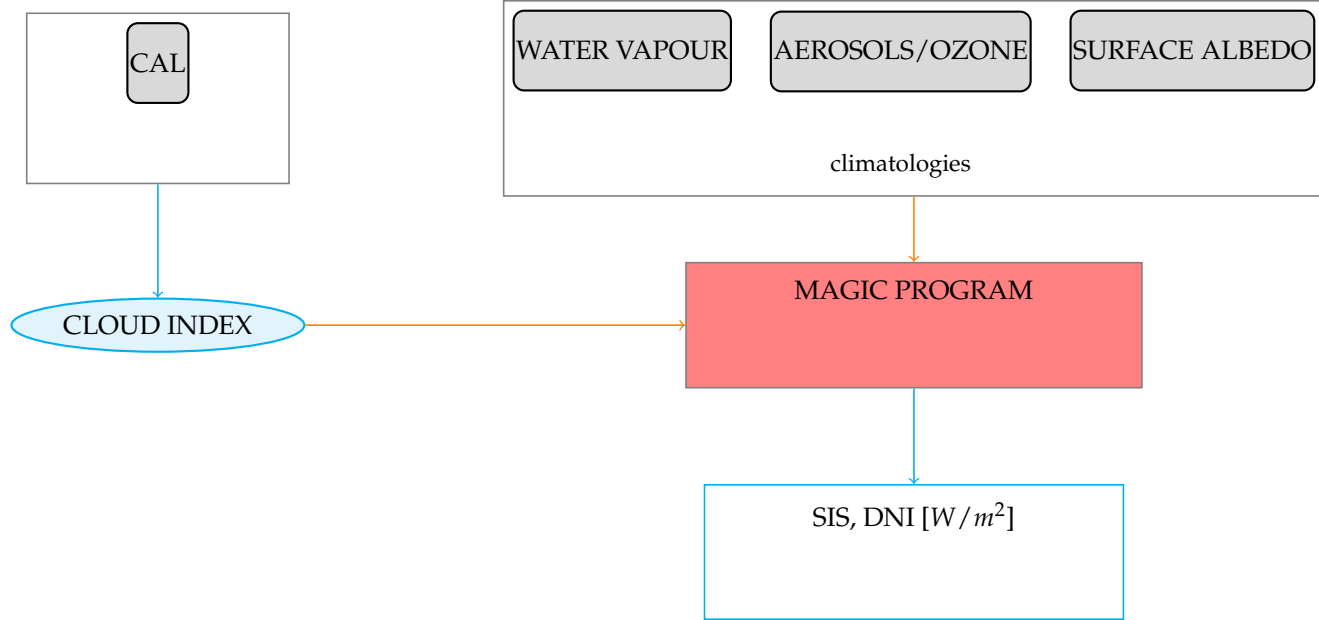 CAL
WATER VAPOUR
AEROSOLS/OZONE
SURFACE ALBEDO
climatologies
MAGIC PROGRAM
CLOUD INDEX
SIS, DNI [W/m²]